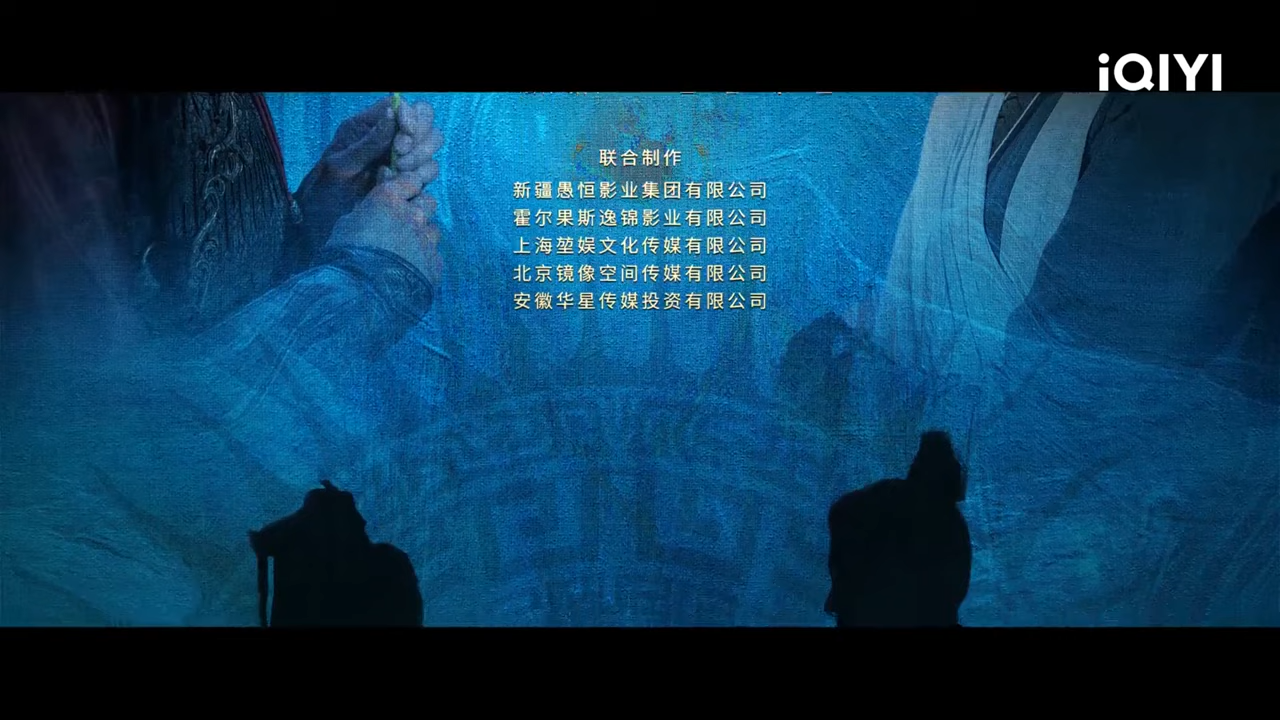 iQIYI
联合制作
新疆愚恒影业集团有限公司
霍尔果斯逸锦影业有限公司
上海堃娱文化传媒有限公司
北京镜像空间传媒有限公司
安徽华星传媒投资有限公司